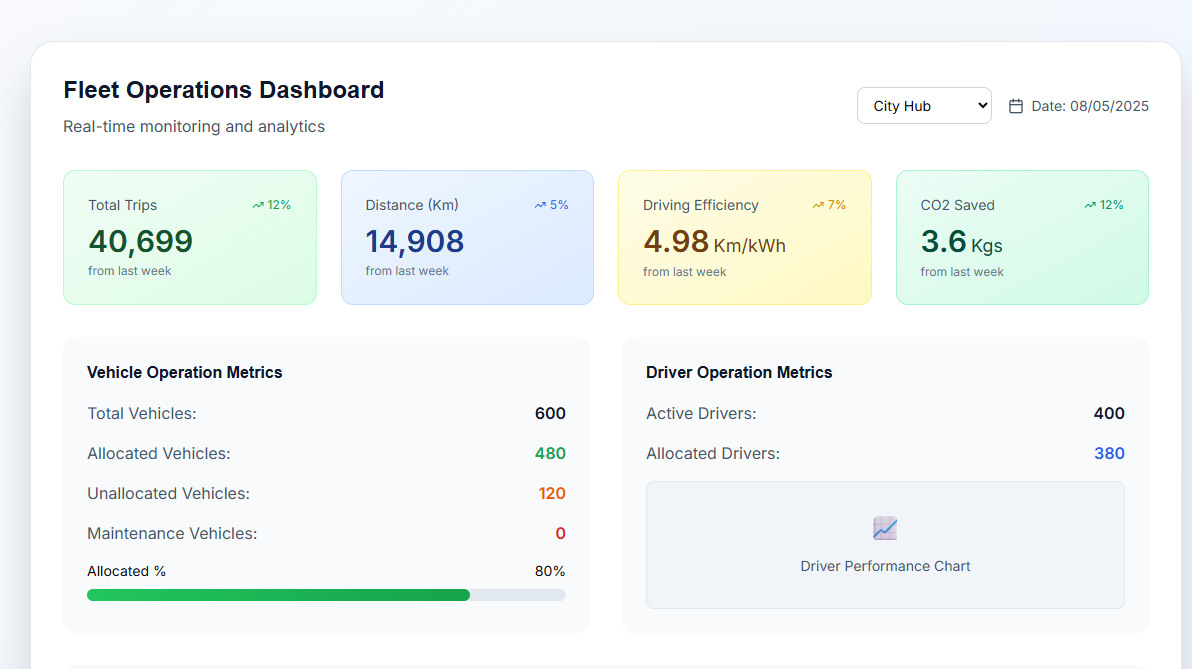 Fleet Operations Dashboard
Real-time monitoring and analytics
City Hub
Date: 08/05/2025
Total Trips
12%
40,699
from last week
Distance (Km)
5%
14,908
from last week
Driving Efficiency
7%
4.98 Km/kWh
from last week
CO2 Saved
12%
3.6 Kgs
from last week
Vehicle Operation Metrics
Total Vehicles: 600
Allocated Vehicles: 480
Unallocated Vehicles: 120
Maintenance Vehicles: 0
Allocated % 80%
Driver Operation Metrics
Active Drivers: 400
Allocated Drivers: 380
Driver Performance Chart